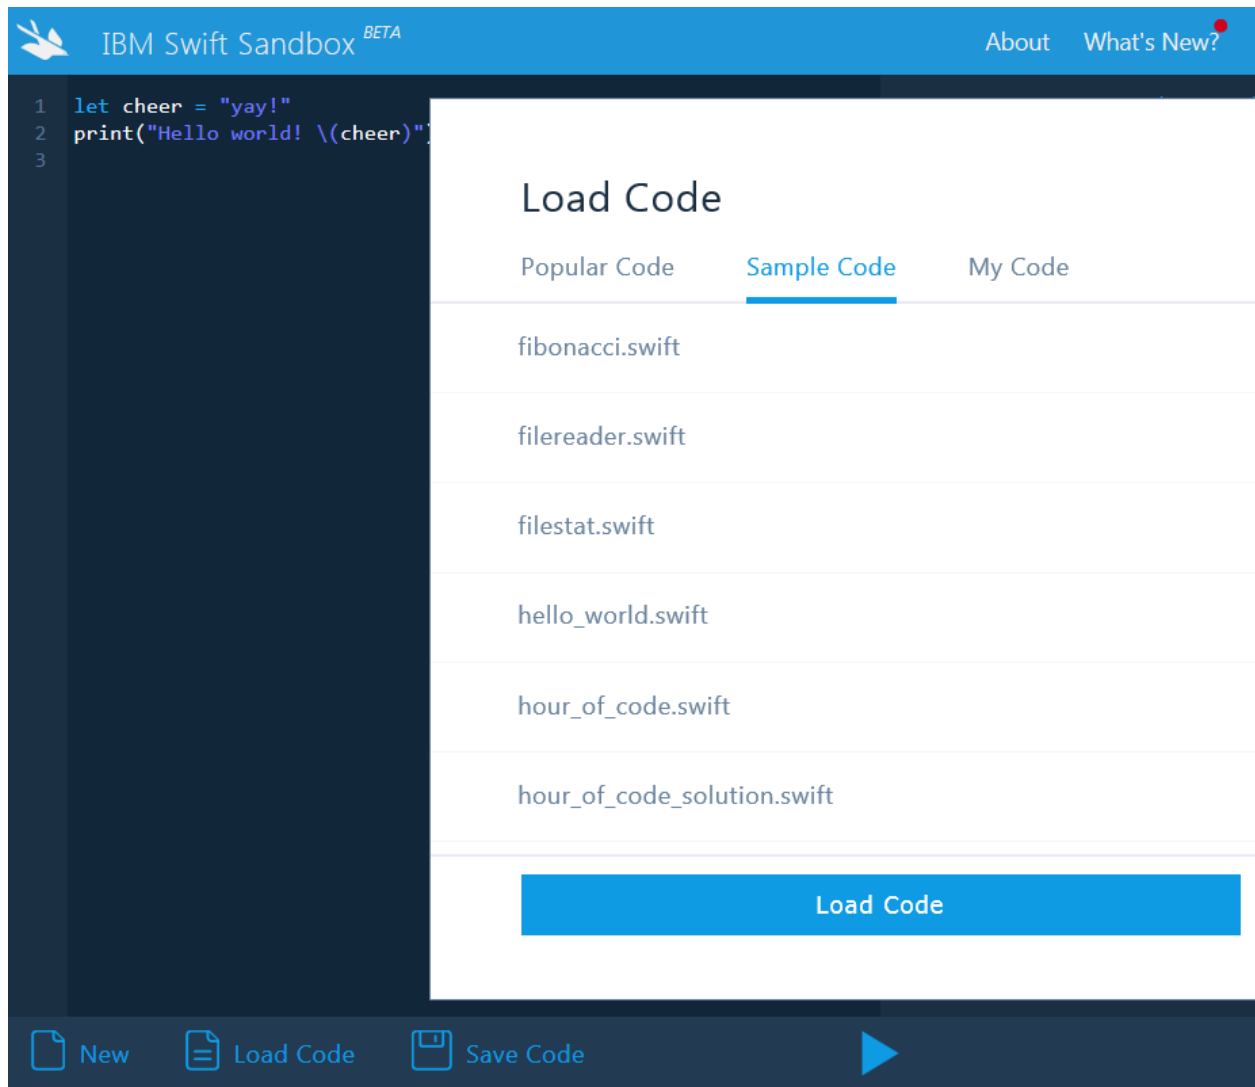 IBM Swift Sandbox BETA
About What's New?
1 let cheer = "yay!"
2 print("Hello world! \(cheer)")
3
Load Code
Popular Code Sample Code My Code
fibonacci.swift
filereader.swift
filestat.swift
hello_world.swift
hour_of_code.swift
hour_of_code_solution.swift
Load Code
New Load Code Save Code